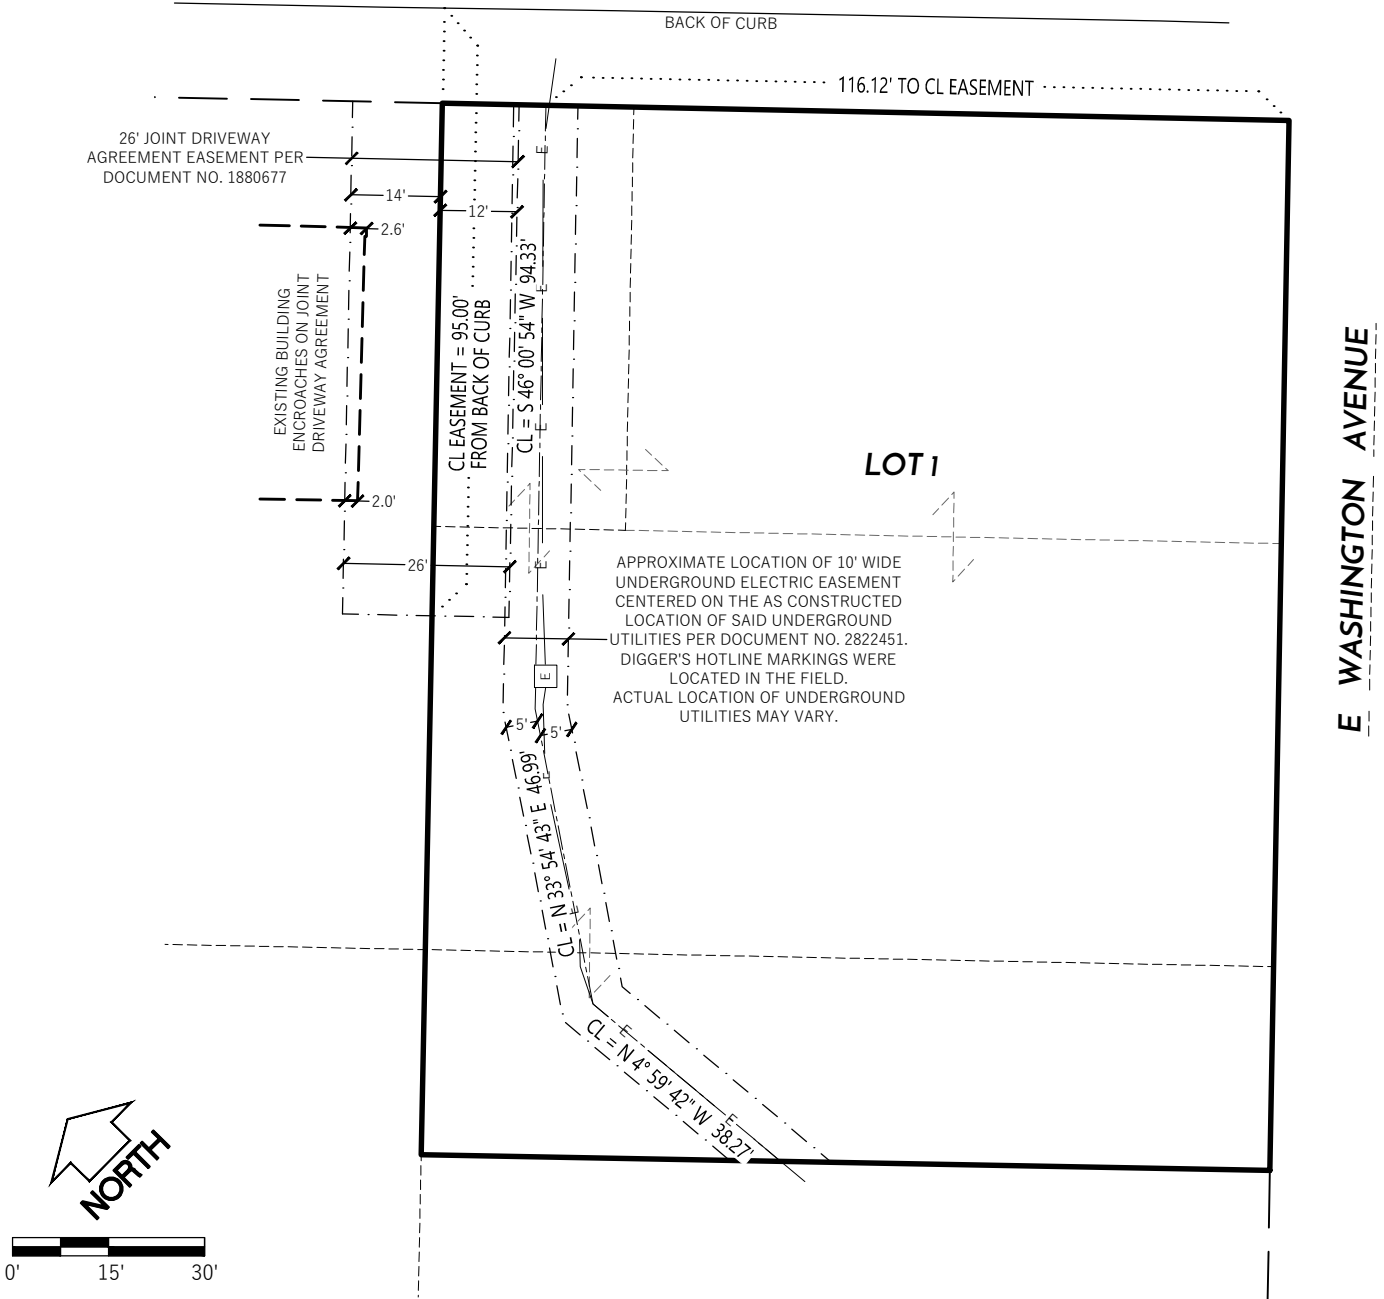 BACK OF CURB
116.12' TO CL EASEMENT
26' JOINT DRIVEWAY
AGREEMENT EASEMENT PER
DOCUMENT NO. 1880677
14'
12'
2.6'
EXISTING BUILDING
ENCROACHES ON JOINT
DRIVEWAY AGREEMENT
CL EASEMENT = 95.00'
FROM BACK OF CURB
CL = S 46° 00' 54" W 94.33'
E
E
E
E
2.0'
26'
LOT 1
E WASHINGTON AVENUE
APPROXIMATE LOCATION OF 10' WIDE
UNDERGROUND ELECTRIC EASEMENT
CENTERED ON THE AS CONSTRUCTED
LOCATION OF SAID UNDERGROUND
UTILITIES PER DOCUMENT NO. 2822451.
DIGGER'S HOTLINE MARKINGS WERE
LOCATED IN THE FIELD.
ACTUAL LOCATION OF UNDERGROUND
UTILITIES MAY VARY.
E
5'
5'
E
CL = N 33° 54' 43" E 46.99'
E
E
CL = N 4° 59' 42" W 38.27'
E
NORTH
0'
15'
30'